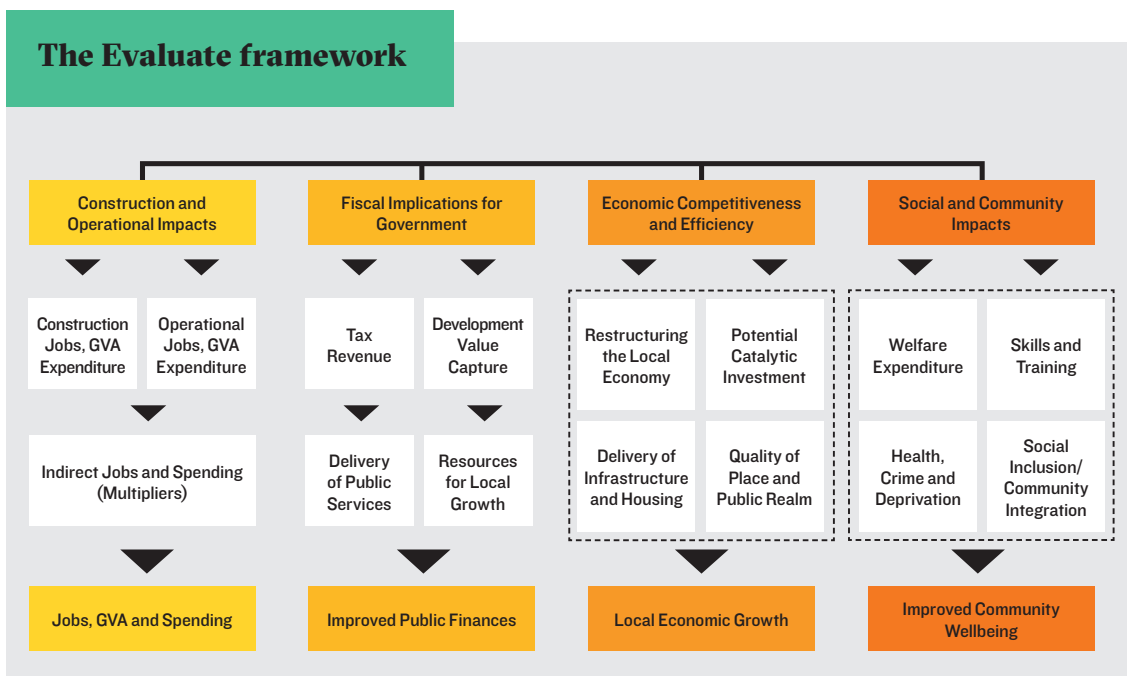 The Evaluate framework
Construction and
Operational Impacts
Fiscal Implications for
Government
Economic Competitiveness
and Efficiency
Social and Community
Impacts
Construction
Jobs, GVA
Expenditure
Operational
Jobs, GVA
Expenditure
Tax
Revenue
Development
Value
Capture
Restructuring
the Local
Economy
Potential
Catalytic
Investment
Welfare
Expenditure
Skills and
Training
Indirect Jobs and Spending
(Multipliers)
Delivery
of Public
Services
Resources
for Local
Growth
Delivery of
Infrastructure
and Housing
Quality of
Place and
Public Realm
Health,
Crime and
Deprivation
Social
Inclusion/
Community
Integration
Jobs, GVA and Spending
Improved Public Finances
Local Economic Growth
Improved Community
Wellbeing